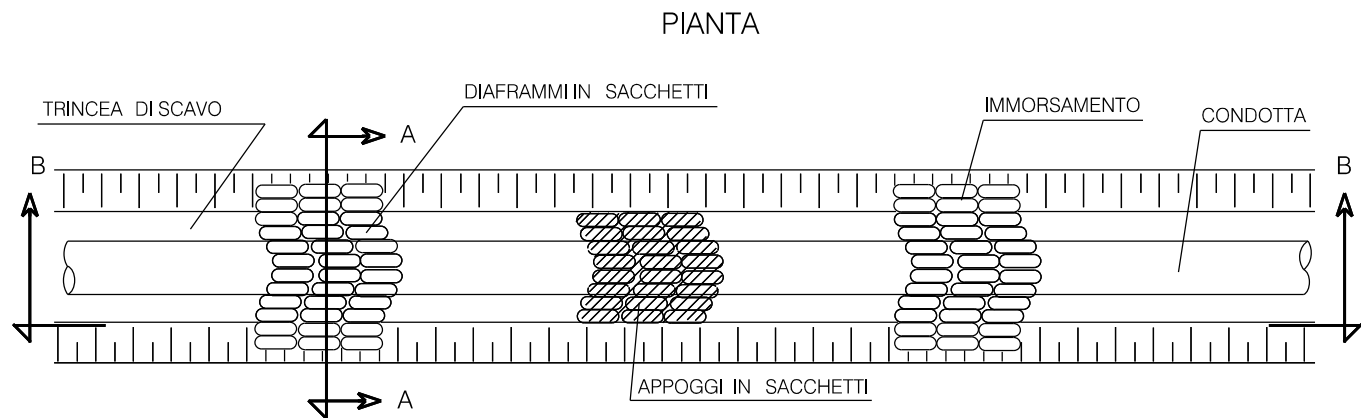 PIANTA
TRINCEA DI SCAVO
DIAFRAMMI IN SACCHETTI
IMMORSAMENTO
CONDOTTA
A
B
B
APPOGGI IN SACCHETTI
A